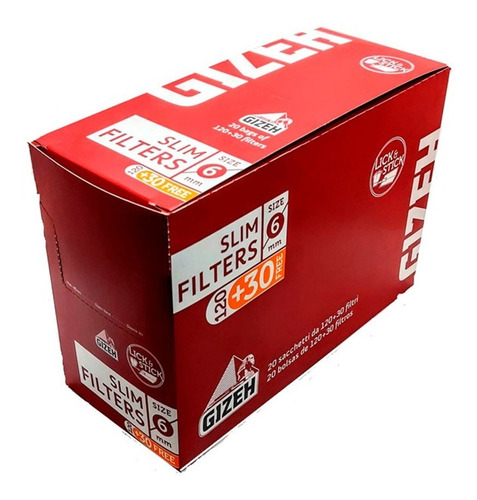 GIZEH
LICK & STICK
GIZEH
20 bags of
120+30 filters
SLIM
FILTERS
SIZE
6
mm
120
+30 FREE
GIZEH
LICK & STICK
SLIM
FILTERS
SIZE
6
mm
120
+30
FREE
20 sacchetti da 120+30 filtri
20 bolsas de 120+30 filtros
GIZEH
LICK & STICK
SLIM
FILTERS
SIZE
6
mm
+30 FREE